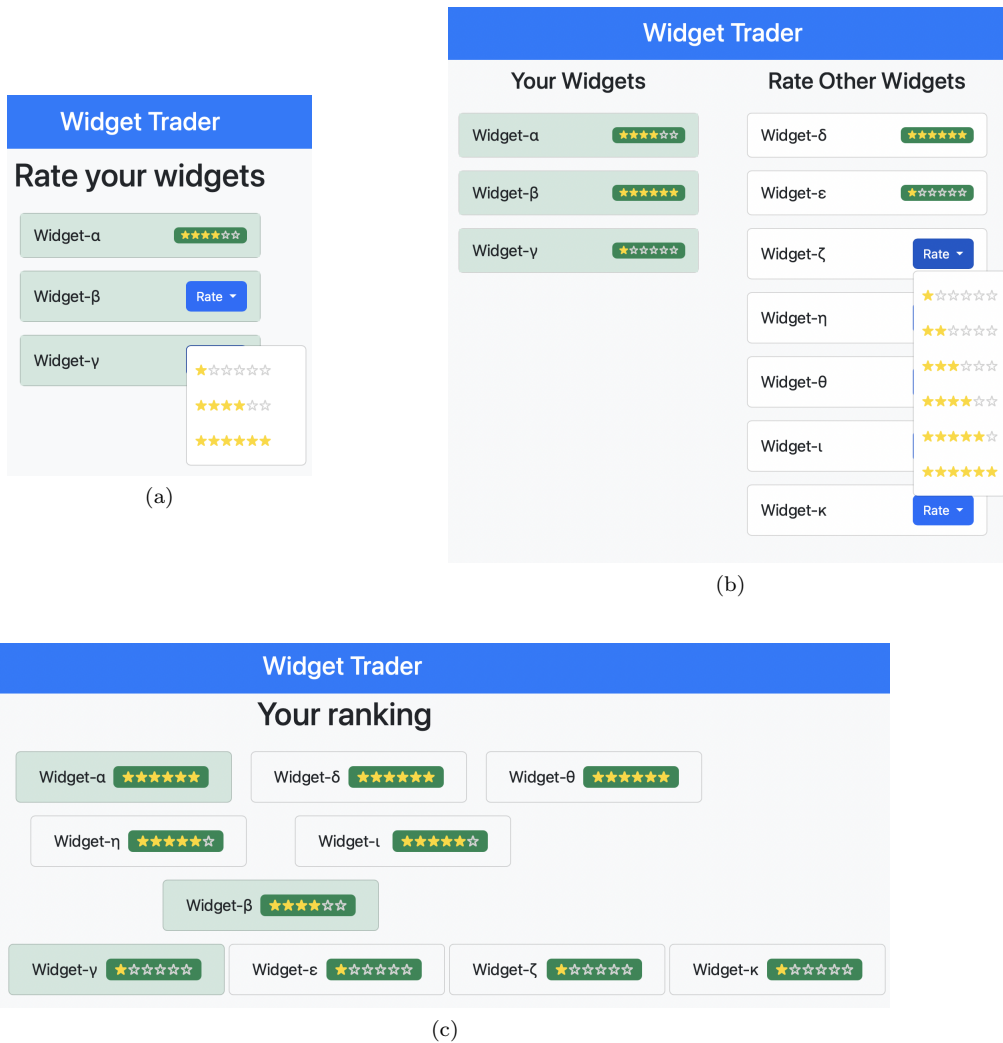 Widget Trader
Rate your widgets
Widget-α
Widget-β Rate
Widget-γ
(a)
Widget Trader
Your Widgets
Widget-α
Widget-β
Widget-γ
Rate Other Widgets
Widget-δ
Widget-ε
Widget-ζ Rate
Widget-η
Widget-θ
Widget-ι
Widget-κ Rate
(b)
Widget Trader
Your ranking
Widget-α Widget-δ Widget-θ
Widget-η Widget-ι
Widget-β
Widget-γ Widget-ε Widget-ζ Widget-κ
(c)